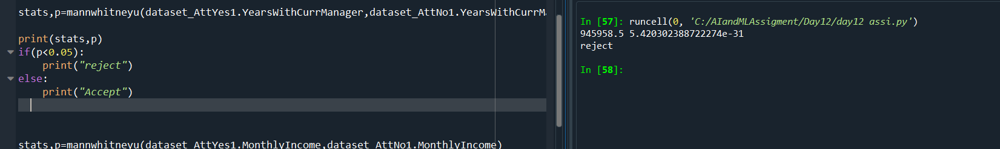 stats,p=mannwhitneyu(dataset_AttYes1.YearsWithCurrManager,dataset_AttNo1.YearsWithCurrMa
print(stats,p)
if(p<0.05):
    print("reject")
else:
    print("Accept")
stats,p=mannwhitneyu(dataset_AttYes1.MonthlyIncome,dataset_AttNo1.MonthlyIncome)
In [57]: runcell(0, 'C:/AIandMLAssigment/Day12/day12 assi.py')
945958.5 5.420302388722274e-31
reject
In [58]: